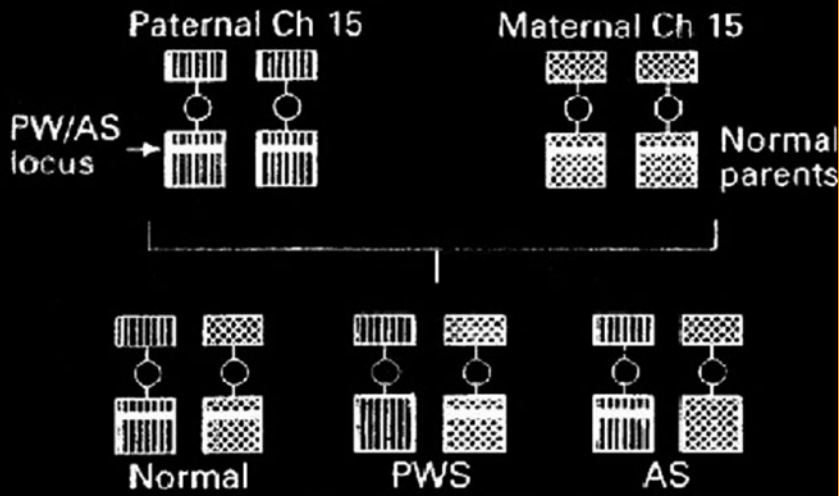 Paternal Ch 15
Maternal Ch 15
PW/AS
locus
Normal
parents
Normal
PWS
AS